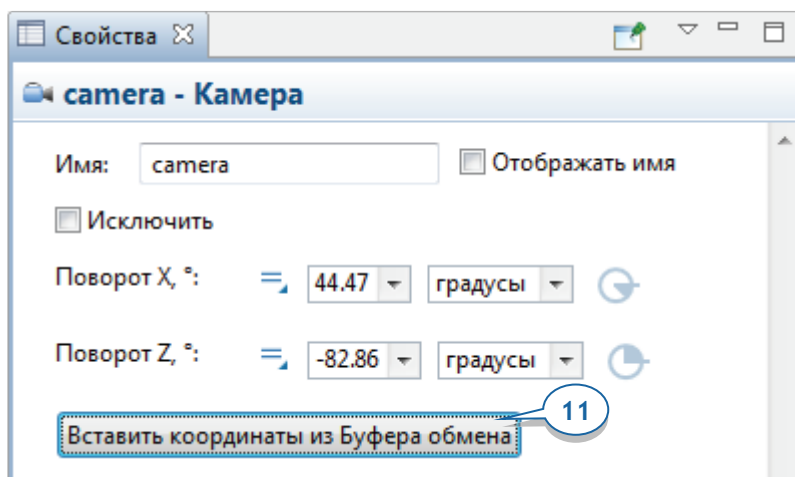 Свойства
camera - Камера
Имя: camera Отображать имя
Исключить
Поворот X, °: 44.47 градусы
Поворот Z, °: -82.86 градусы
11
Вставить координаты из Буфера обмена